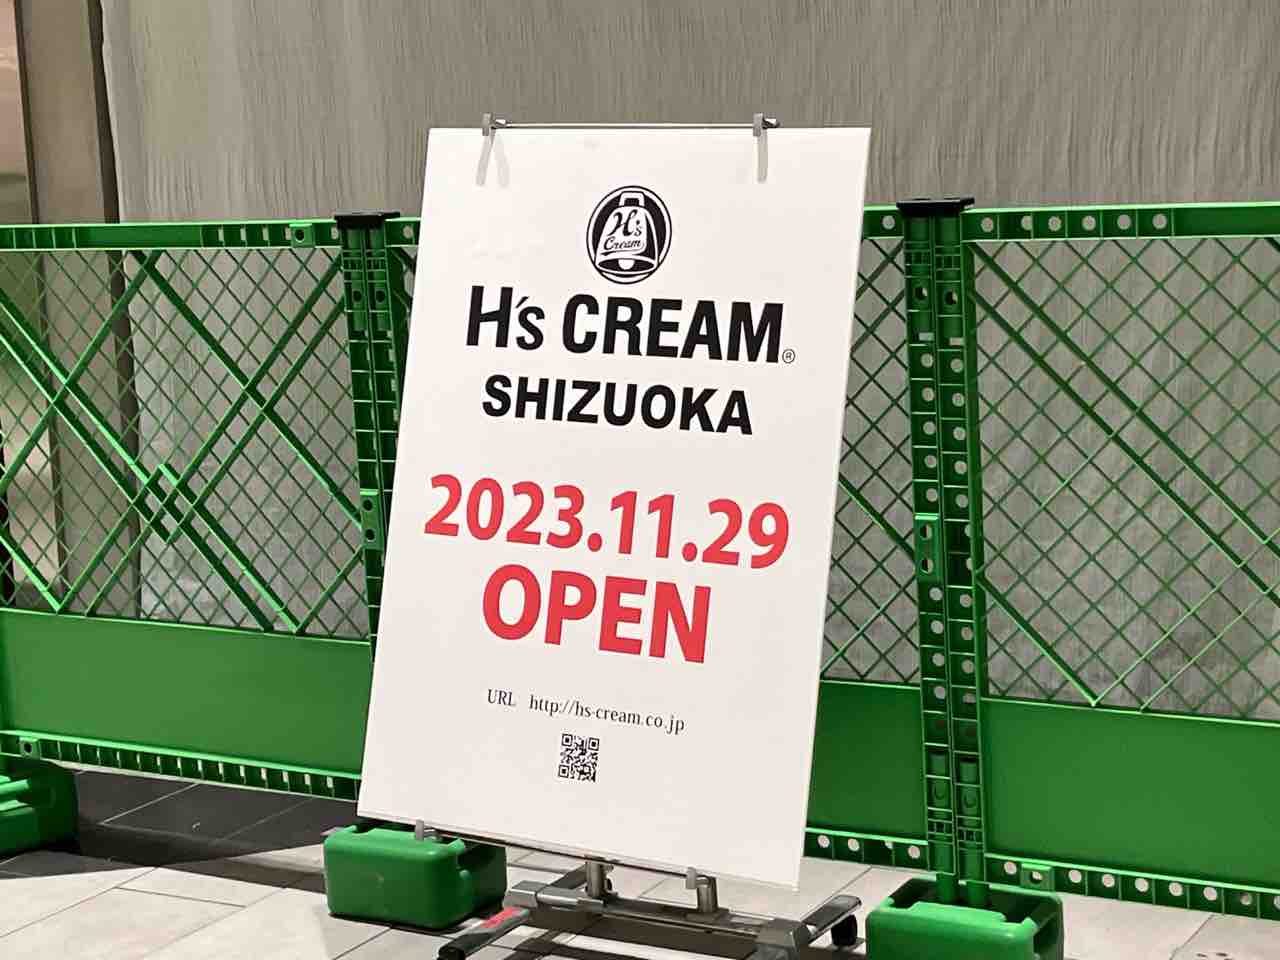 H's
Cream
H's CREAM®
SHIZUOKA
2023.11.29
OPEN
URL http://hs-cream.co.jp